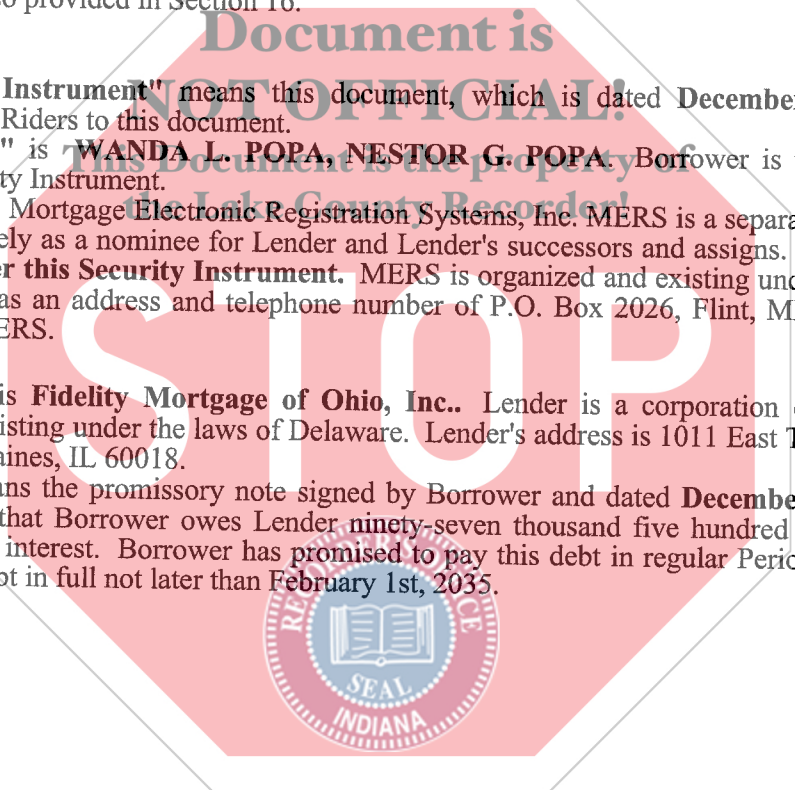 o provided in Section 16.
Document is
NOT OFFICIAL!
This Document is the property of
the Lake County Recorder!
Instrument" means this document, which is dated Decembe
Riders to this document.
" is WANDA L. POPA, NESTOR G. POPA. Borrower is
ty Instrument.
Mortgage Electronic Registration Systems, Inc. MERS is a separa
ely as a nominee for Lender and Lender's successors and assigns.
r this Security Instrument. MERS is organized and existing und
as an address and telephone number of P.O. Box 2026, Flint, M
ERS.
STOP
is Fidelity Mortgage of Ohio, Inc.. Lender is a corporation
isting under the laws of Delaware. Lender's address is 1011 East T
aines, IL 60018.
ans the promissory note signed by Borrower and dated Decembe
that Borrower owes Lender ninety-seven thousand five hundred
interest. Borrower has promised to pay this debt in regular Perio
bt in full not later than February 1st, 2035.
RECORDER'S OFFICE
SEAL
INDIANA